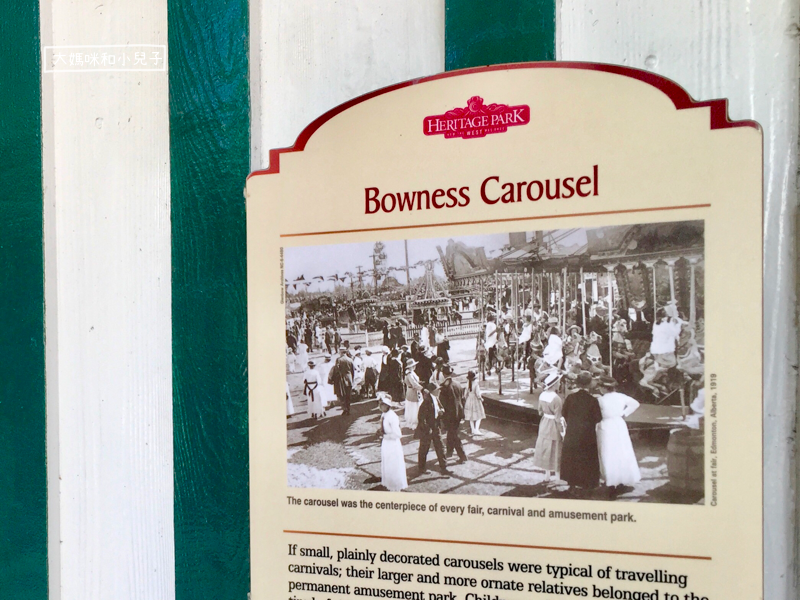 大媽咪和小兒子
HERITAGE PARK
Bowness Carousel
Carousel at fair, Edmonton, Alberta, 1919
The carousel was the centerpiece of every fair, carnival and amusement park.
If small, plainly decorated carousels were typical of travelling
carnivals; their larger and more ornate relatives belonged to the
permanent amusement park.